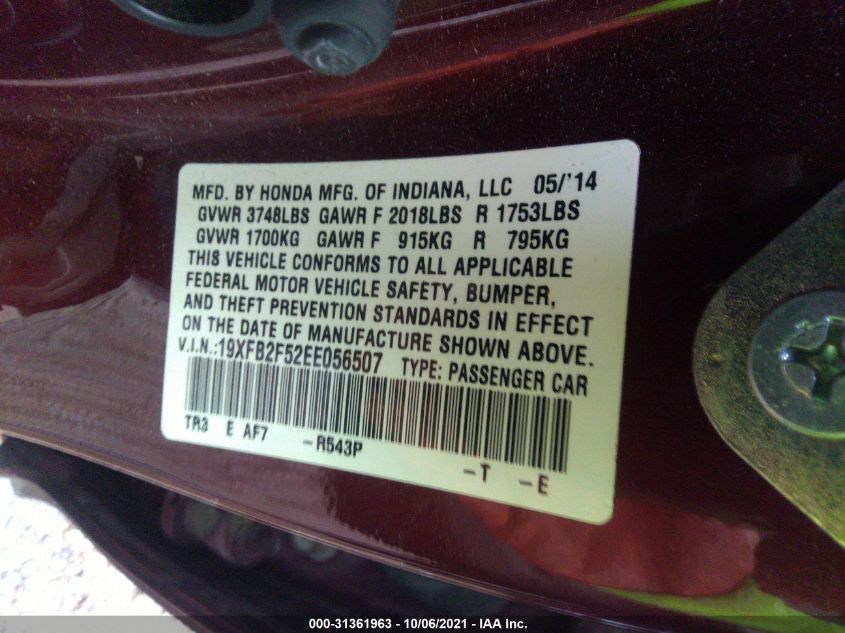 MFD. BY HONDA MFG. OF INDIANA, LLC 05/'14
GVWR 3748LBS GAWR F 2018LBS R 1753LBS
GVWR 1700KG GAWR F 915KG R 795KG
THIS VEHICLE CONFORMS TO ALL APPLICABLE
FEDERAL MOTOR VEHICLE SAFETY, BUMPER,
AND THEFT PREVENTION STANDARDS IN EFFECT
ON THE DATE OF MANUFACTURE SHOWN ABOVE.
V.I.N.:19XFB2F52EE056507 TYPE: PASSENGER CAR
TR3 E AF7 -R543P -T -E
000-31361963 - 10/06/2021 - IAA Inc.